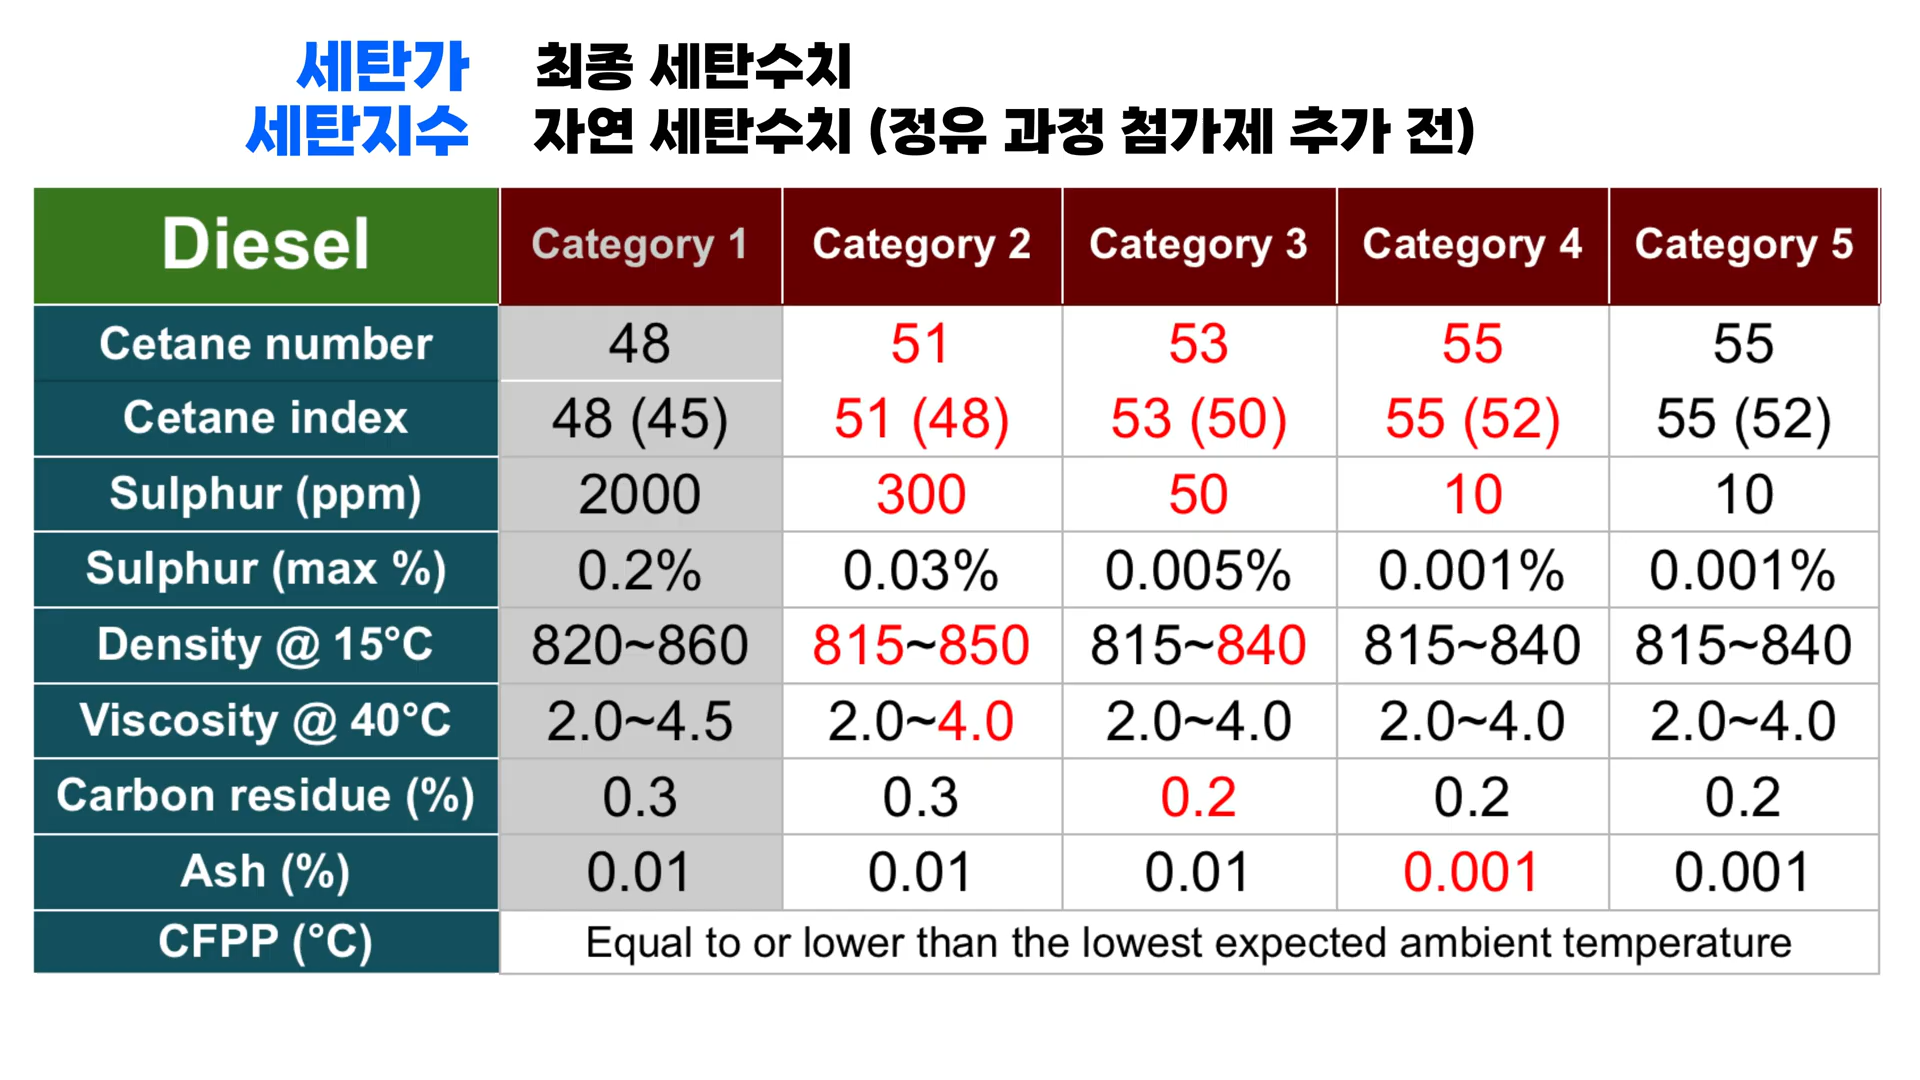 세탄가 최종 세탄수치
세탄지수 자연 세탄수치 (정유 과정 첨가제 추가 전)
Diesel Category 1 Category 2 Category 3 Category 4 Category 5
Cetane number 48 51 53 55 55
Cetane index 48 (45) 51 (48) 53 (50) 55 (52) 55 (52)
Sulphur (ppm) 2000 300 50 10 10
Sulphur (max %) 0.2% 0.03% 0.005% 0.001% 0.001%
Density @ 15°C 820~860 815~850 815~840 815~840 815~840
Viscosity @ 40°C 2.0~4.5 2.0~4.0 2.0~4.0 2.0~4.0 2.0~4.0
Carbon residue (%) 0.3 0.3 0.2 0.2 0.2
Ash (%) 0.01 0.01 0.01 0.001 0.001
CFPP (°C) Equal to or lower than the lowest expected ambient temperature